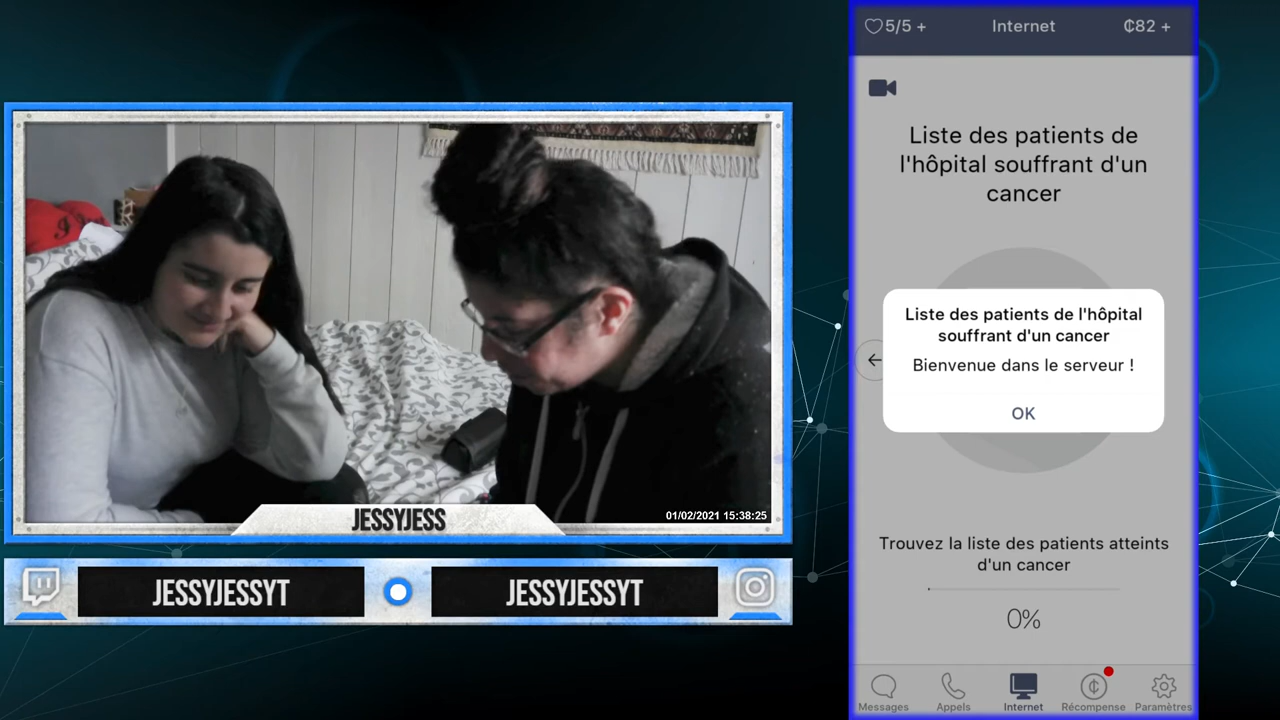 01/02/2021 15:38:25
JESSYJESS
JESSYJESSYT
JESSYJESSYT
5/5 +
Internet
₵82 +
Liste des patients de
l'hôpital souffrant d'un
cancer
Liste des patients de l'hôpital
souffrant d'un cancer
Bienvenue dans le serveur !
OK
Trouvez la liste des patients atteints
d'un cancer
0%
Messages
Appels
Internet
Récompense
Paramètres